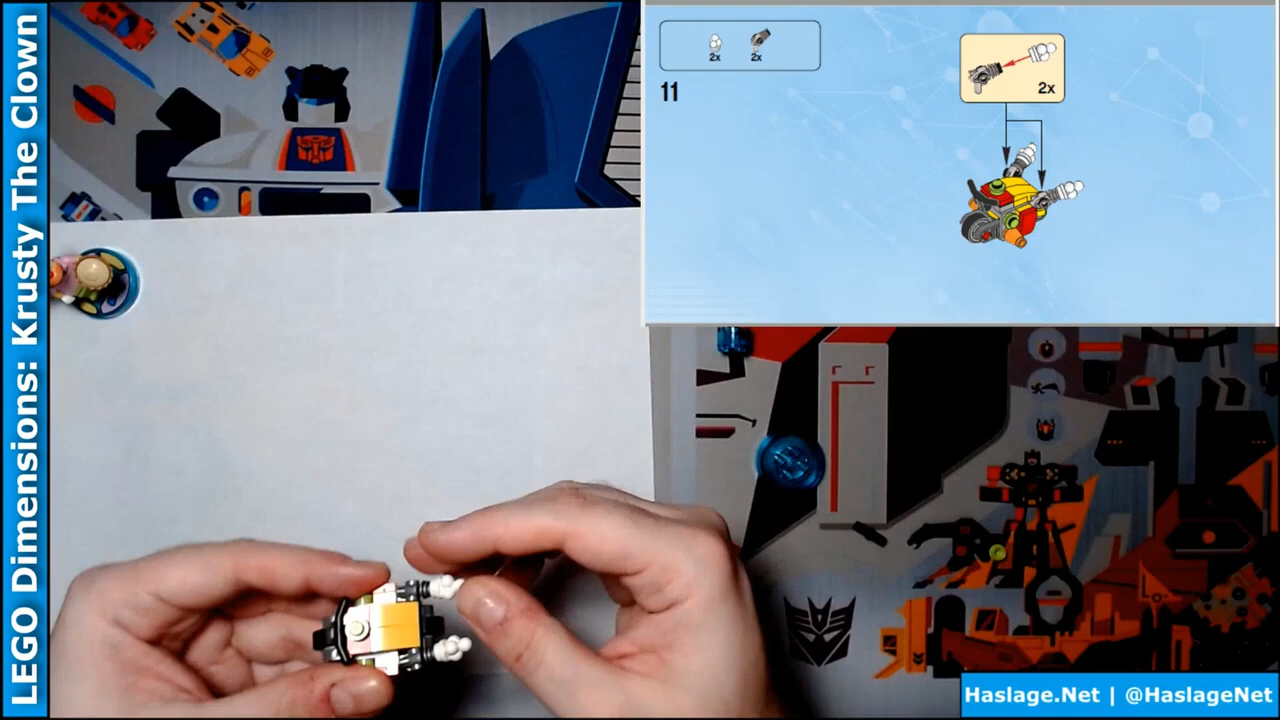 LEGO Dimensions: Krusty The Clown
2x 2x
11
2x
Haslage.Net | @HaslageNet